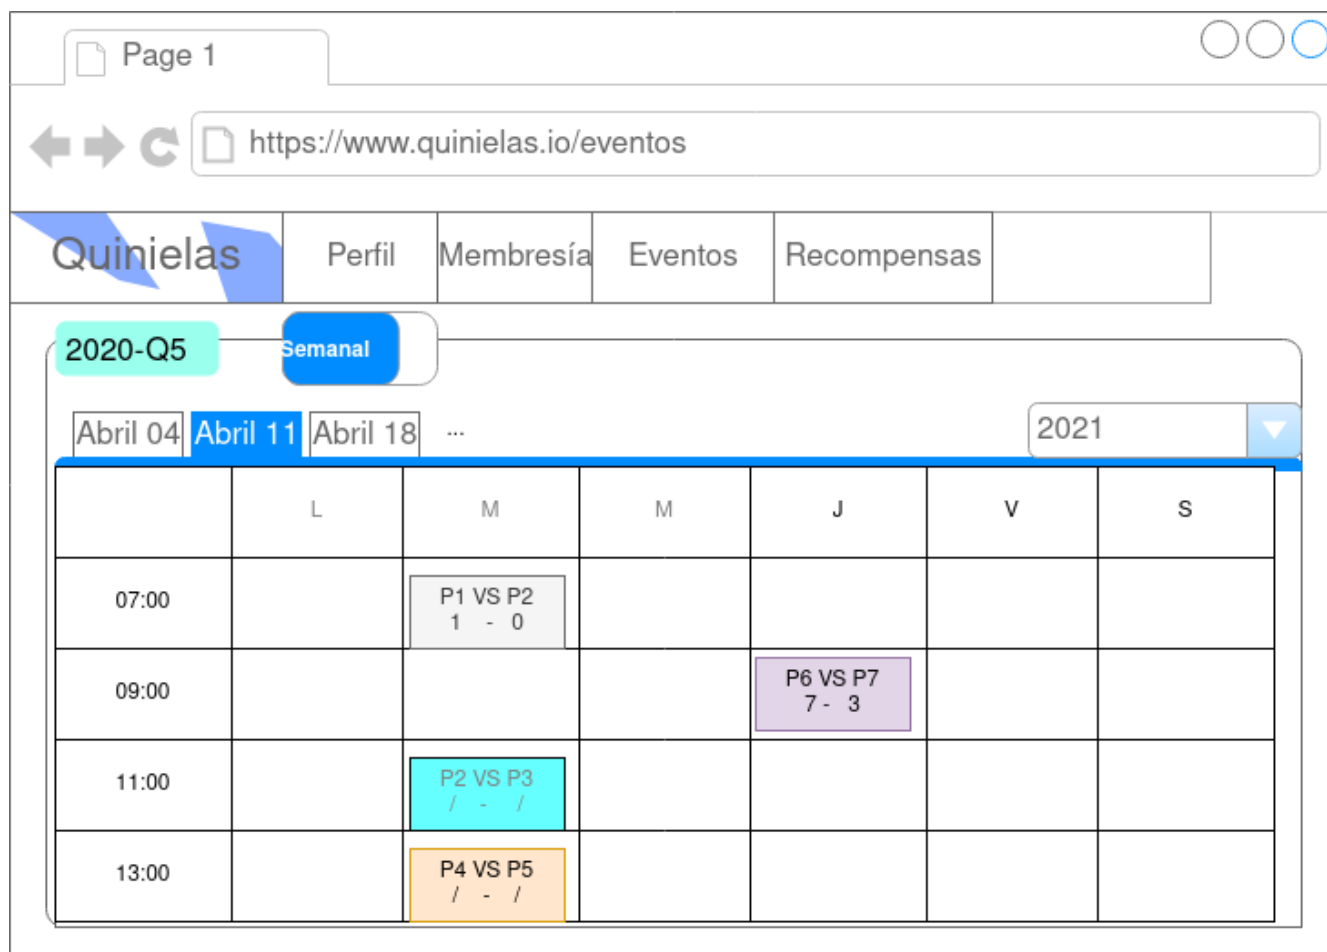 Page 1
https://www.quinielas.io/eventos
Quinielas Perfil Membresía Eventos Recompensas
2020-Q5 Semanal
Abril 04 Abril 11 Abril 18 ... 2021
L M M J V S
07:00 P1 VS P2
1 - 0
09:00 P6 VS P7
7 - 3
11:00 P2 VS P3
/ - /
13:00 P4 VS P5
/ - /